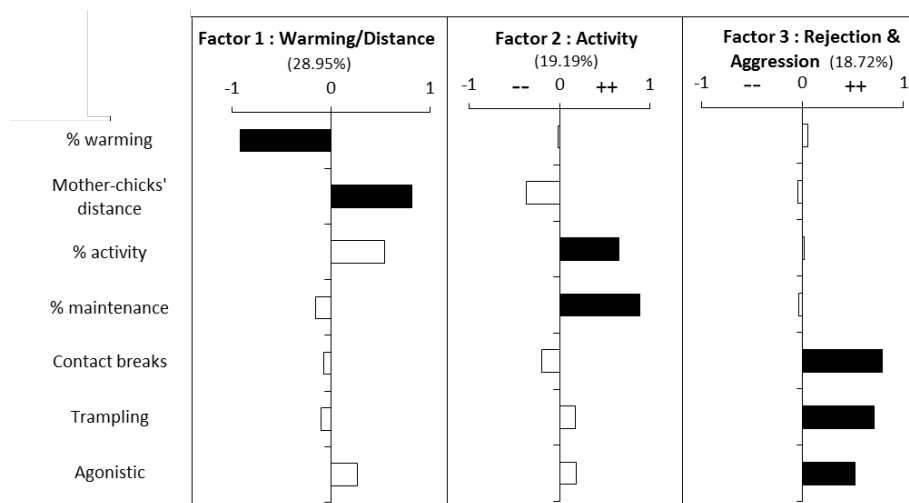 Factor 1 : Warming/Distance
(28.95%)
-1 0 1
Factor 2 : Activity
(19.19%)
-1 -- 0 ++ 1
Factor 3 : Rejection &
Aggression (18.72%)
-1 -- 0 ++ 1
% warming
Mother-chicks'
distance
% activity
% maintenance
Contact breaks
Trampling
Agonistic